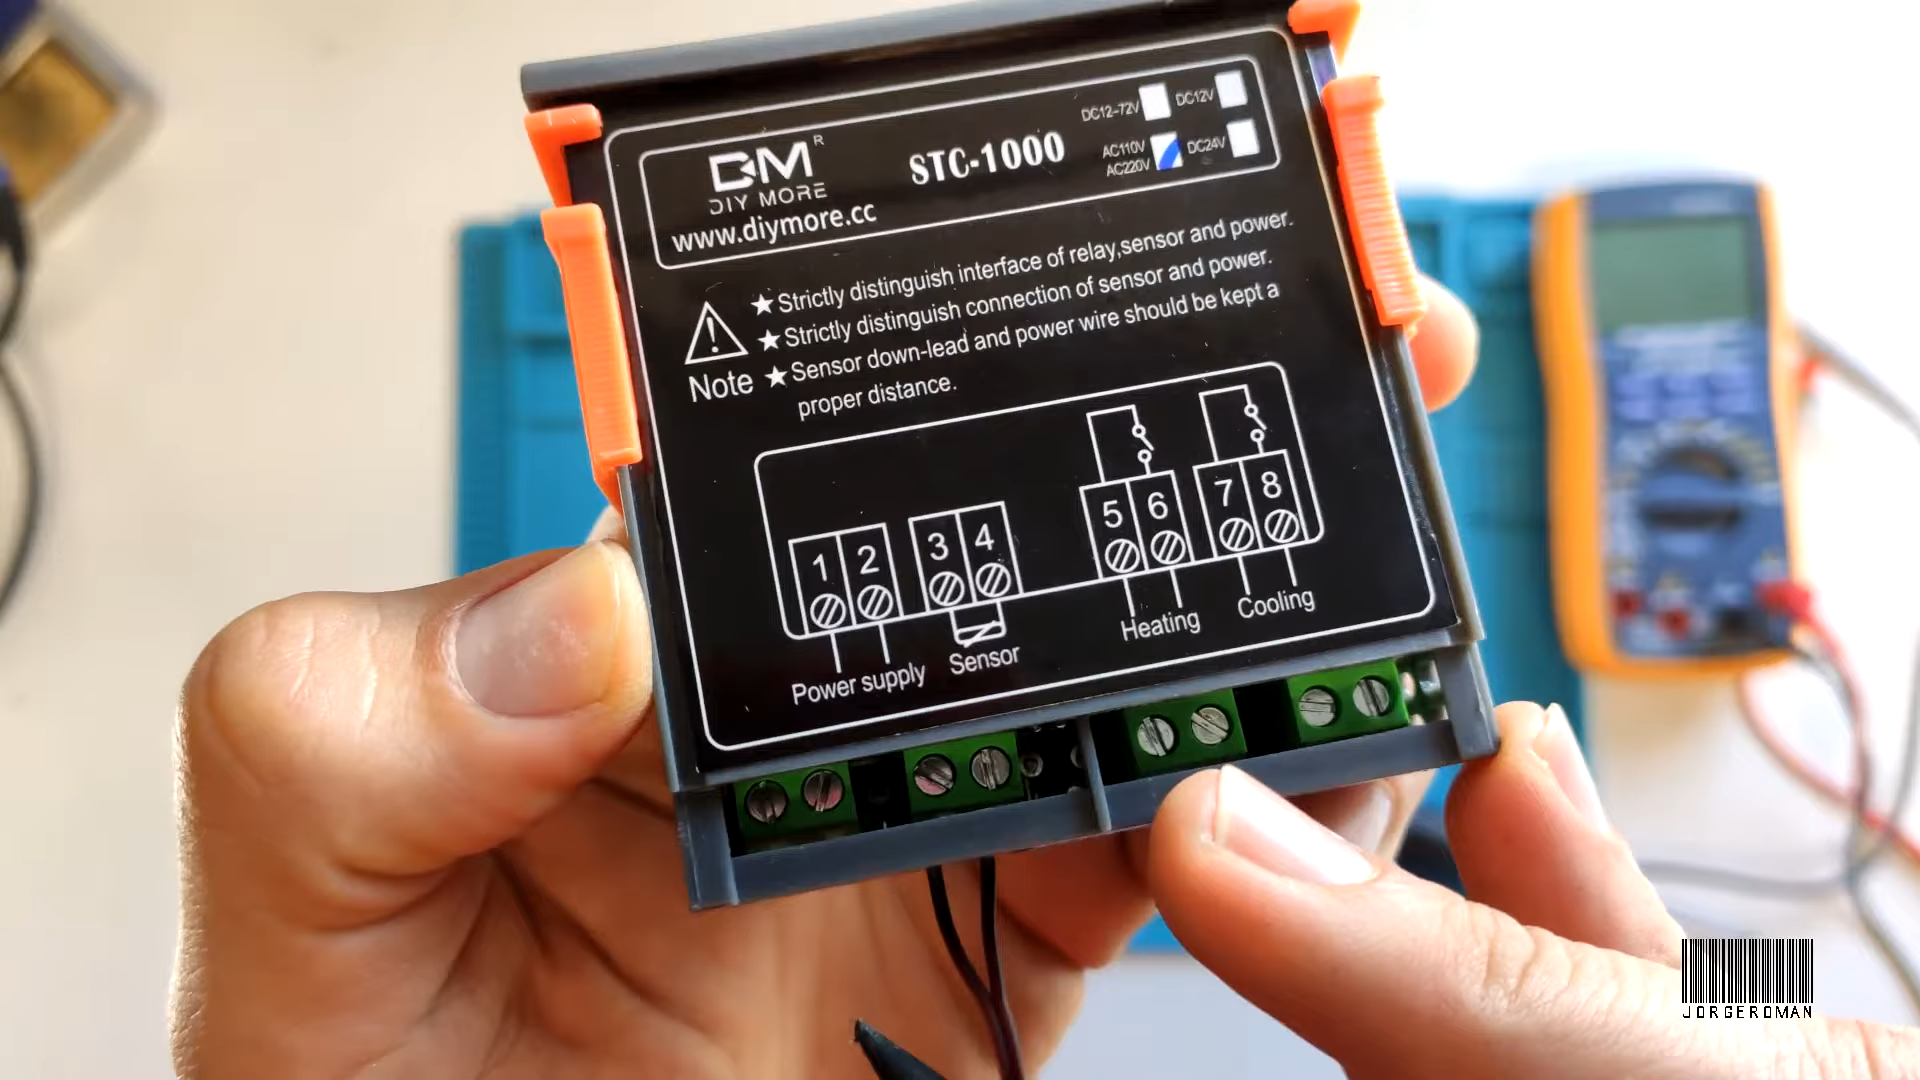 DM R
DIY MORE
www.diymore.cc
STC-1000
DC12-72V DC12V
AC110V
AC220V
DC24V
★ Strictly distinguish interface of relay,sensor and power.
★ Strictly distinguish connection of sensor and power.
★ Sensor down-lead and power wire should be kept a
proper distance.
Note
1 2 3 4 5 6 7 8
Power supply
Sensor
Heating
Cooling
JORGEROMAN